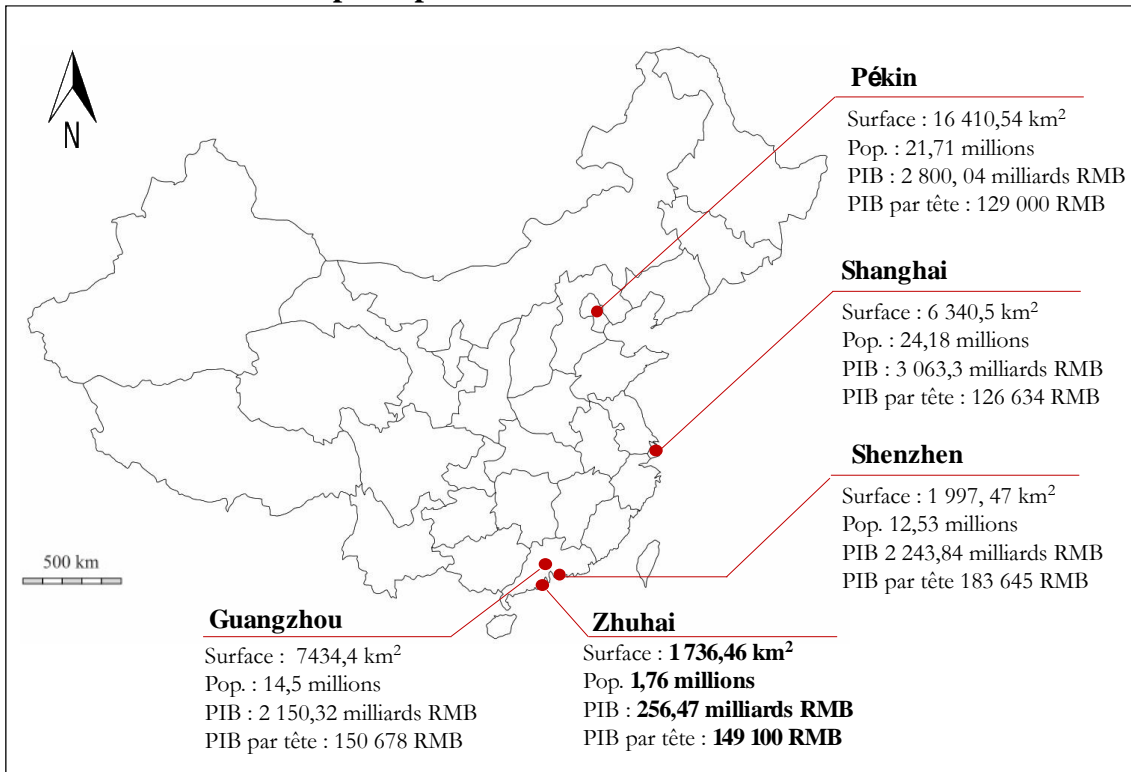 N
Pékin
Surface : 16 410,54 km²
Pop. : 21,71 millions
PIB : 2 800, 04 milliards RMB
PIB par tête : 129 000 RMB
Shanghai
Surface : 6 340,5 km²
Pop. : 24,18 millions
PIB : 3 063,3 milliards RMB
PIB par tête : 126 634 RMB
Shenzhen
Surface : 1 997, 47 km²
Pop. 12,53 millions
PIB 2 243,84 milliards RMB
PIB par tête 183 645 RMB
500 km
Guangzhou
Surface : 7434,4 km²
Pop. : 14,5 millions
PIB : 2 150,32 milliards RMB
PIB par tête : 150 678 RMB
Zhuhai
Surface : 1 736,46 km²
Pop. 1,76 millions
PIB : 256,47 milliards RMB
PIB par tête : 149 100 RMB